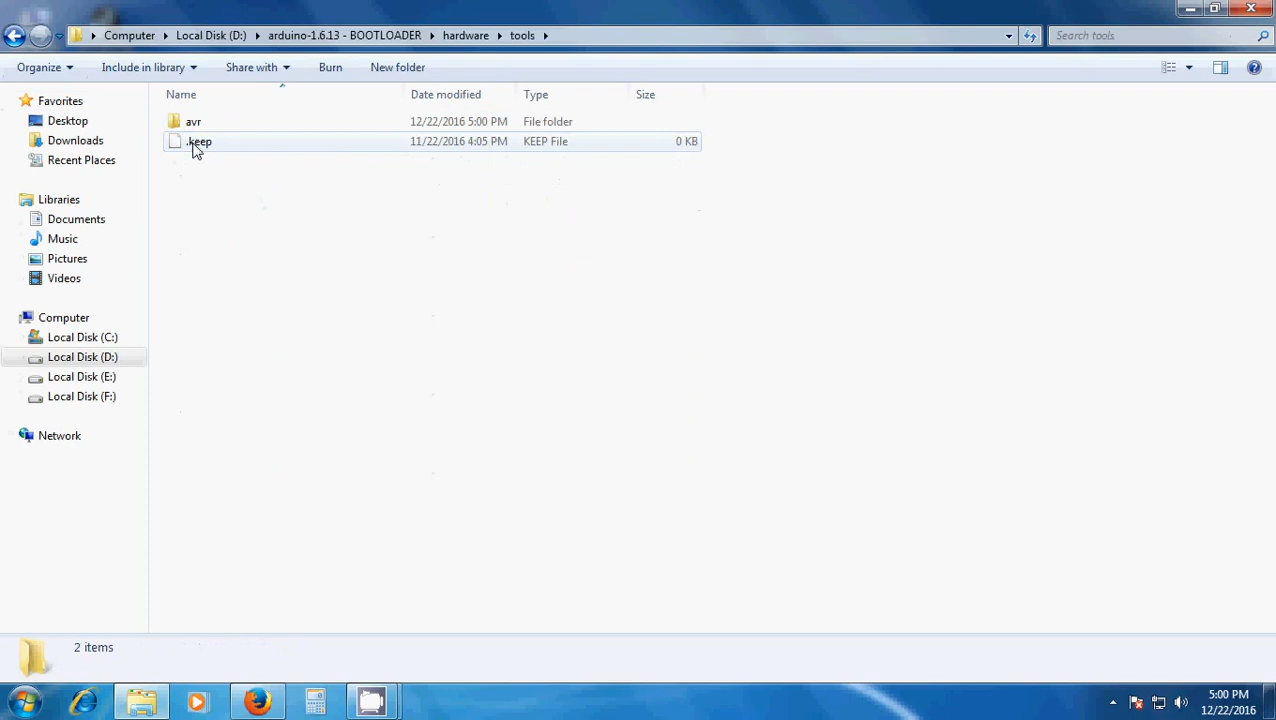 Computer Local Disk (D:) arduino-1.6.13 - BOOTLOADER hardware tools Search tools
Organize Include in library Share with Burn New folder
Name Date modified Type Size
Favorites
Desktop
Downloads
Recent Places
Libraries
Documents
Music
Pictures
Videos
Computer
Local Disk (C:)
Local Disk (D:)
Local Disk (E:)
Local Disk (F:)
Network
avr 12/22/2016 5:00 PM File folder
.keep 11/22/2016 4:05 PM KEEP File 0 KB
2 items
5:00 PM
12/22/2016